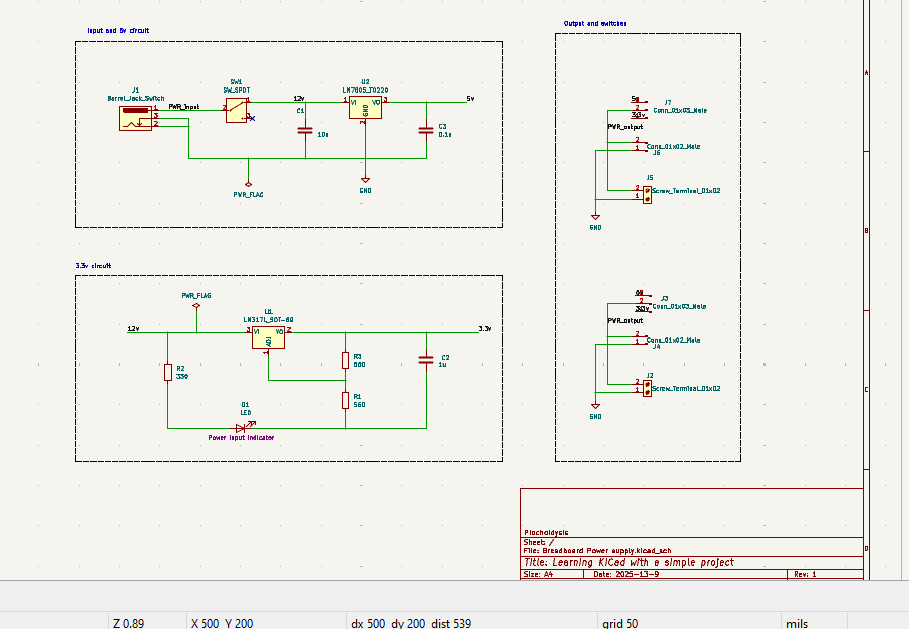 Input and 5v circuit
J1
Barrel_Jack_Switch
PWR_Input
1
3
2
SW1
SW_SPDT
2
1
3
12v
C1
10u
U2
LM7805_TO220
1
VI
VO
3
GND
2
5v
C3
0.1u
PWR_FLAG
GND
Output and switches
J7
Conn_01x03_Male
3.3v
PWR_output
2
1
Conn_01x02_Male
J6
J5
2
1
Screw_Terminal_01x02
GND
3.3v circuit
PWR_FLAG
12v
U1
LM317L_SOT-89
3
VI
VO
2
ADJ
1
3.3v
R2
330
R3
R1
560
C2
1u
D1
LED
Power Input Indicator
J3
2
Conn_01x03_Male
3.3v
PWR_output
2
1
Conn_01x02_Male
J4
J2
2
1
Screw_Terminal_01x02
GND
A
B
C
D
Sheet: /
File: Breadboard Power supply.kicad_sch
Title: Learning KiCad with a simple project
Size: A4
Date: 2025-13-9
Rev: 1
Z 0.89
X 500 Y 200
dx 500 dy 200 dist 539
grid 50
mils